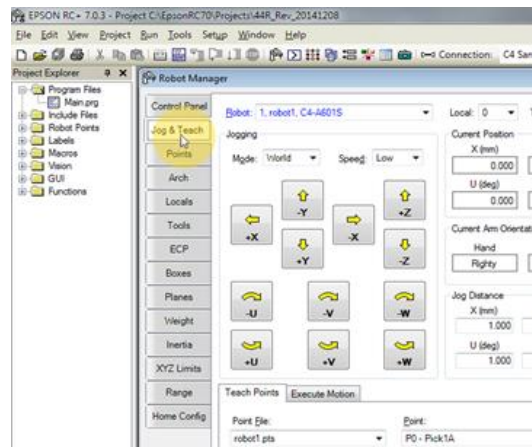 EPSON RC+ 7.0.3 - Project C:\EpsonRC70\Projects\44R_Rev_20141208
File Edit View Project Run Tools Setup Window Help
Connection: C4 Sam
Project Explorer
Program Files
Main.prg
Include Files
Robot Points
Labels
Macros
Vision
GUI
Functions
Robot Manager
Control Panel
Jog & Teach
Points
Arch
Locals
Tools
ECP
Boxes
Planes
Weight
Inertia
XYZ Limits
Range
Home Config
Robot: 1, robot1, C4-A601S
Local: 0
Jogging
Mode: World Speed: Low
-Y
+Z
+X
-X
+Y
-Z
-U
-V
-W
+U
+V
+W
Current Position
X (mm)
0.000
U (deg)
0.000
Current Arm Orientat
Hand
Righty
Jog Distance
X (mm)
1.000
U (deg)
1.000
Teach Points Execute Motion
Point File: Point:
robot1.pts P0 - Pick1A